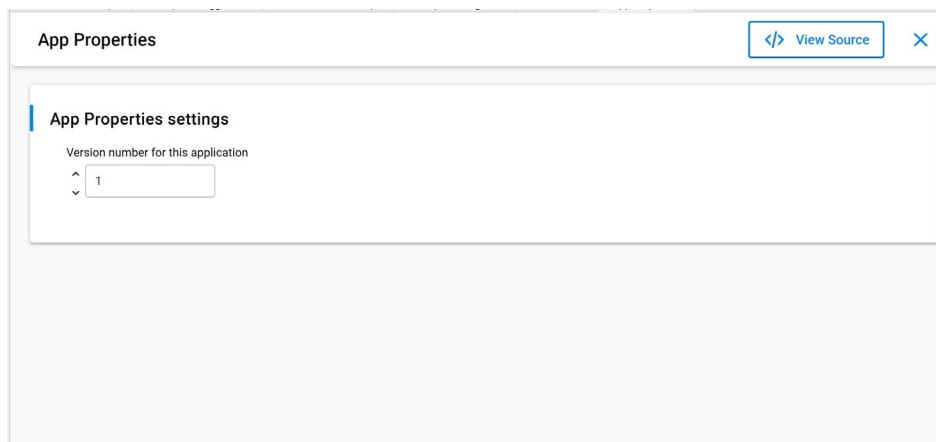 App Properties
</> View Source
App Properties settings
Version number for this application
1